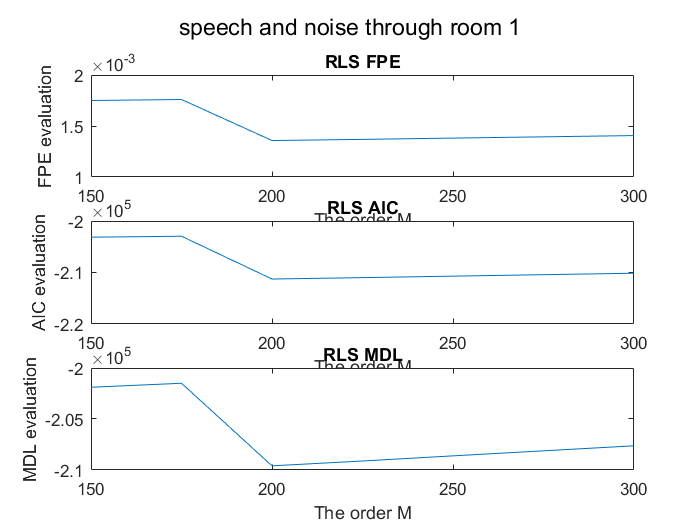 speech and noise through room 1
RLS FPE
×10-3
FPE evaluation
2
1.5
1
150 200 250 300
The order M
RLS AIC
×105
AIC evaluation
-2
-2.1
-2.2
150 200 250 300
The order M
RLS MDL
×105
MDL evaluation
-2
-2.05
-2.1
150 200 250 300
The order M